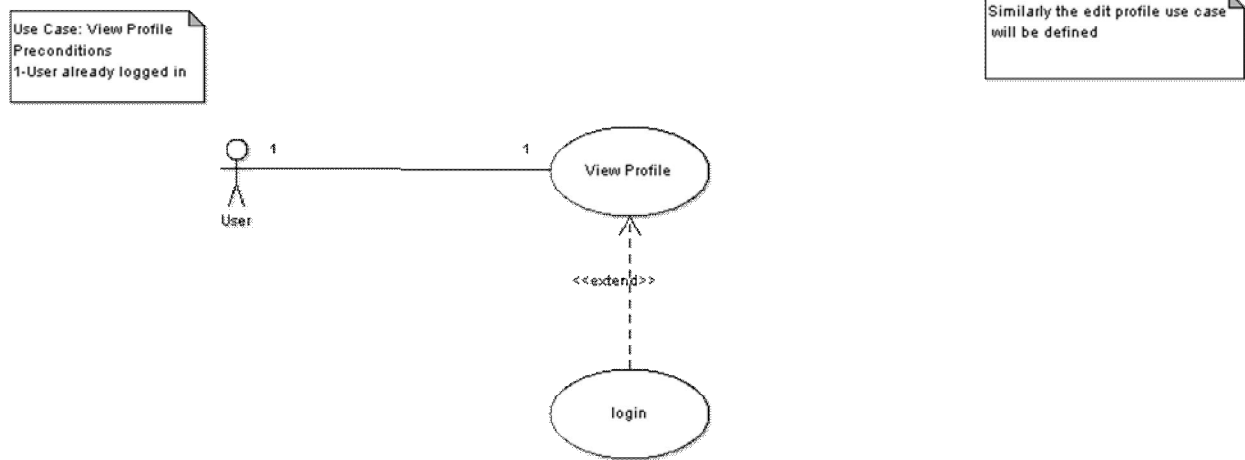 Use Case: View Profile
Preconditions
1-User already logged in
Similarly the edit profile use case
will be defined
1
1
View Profile
User
<<extend>>
login